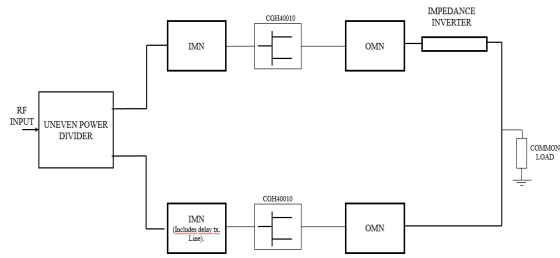 IMPEDANCE
INVERTER
CGH40010
IMN
OMN
RF
INPUT
UNEVEN POWER
DIVIDER
COMMON
LOAD
CGH40010
IMN
(Includes delay tx.
Line).
OMN